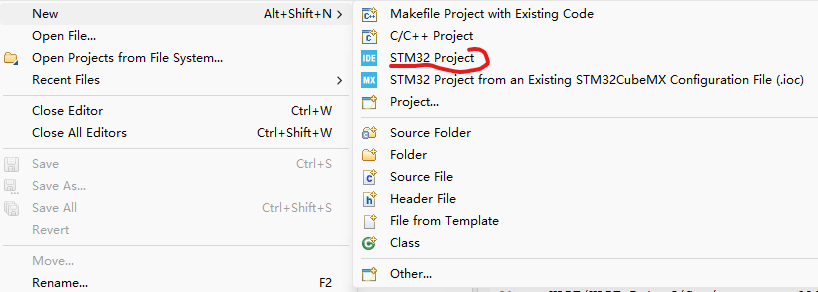 New Alt+Shift+N >
Open File...
Open Projects from File System...
Recent Files >
Close Editor Ctrl+W
Close All Editors Ctrl+Shift+W
Save Ctrl+S
Save As...
Save All Ctrl+Shift+S
Revert
Move...
Rename... F2
Makefile Project with Existing Code
C/C++ Project
IDE STM32 Project
MX STM32 Project from an Existing STM32CubeMX Configuration File (.ioc)
Project...
Source Folder
Folder
Source File
Header File
File from Template
Class
Other...